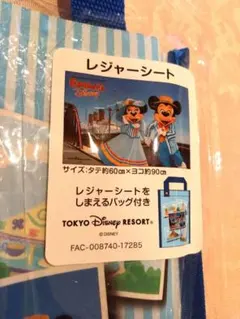 レジャーシート
サイズ:タテ約60cm×ヨコ約90cm
レジャーシートを
しまえるバッグ付き
TOKYO Disney RESORT®
©DISNEY
FAC-008740-17285